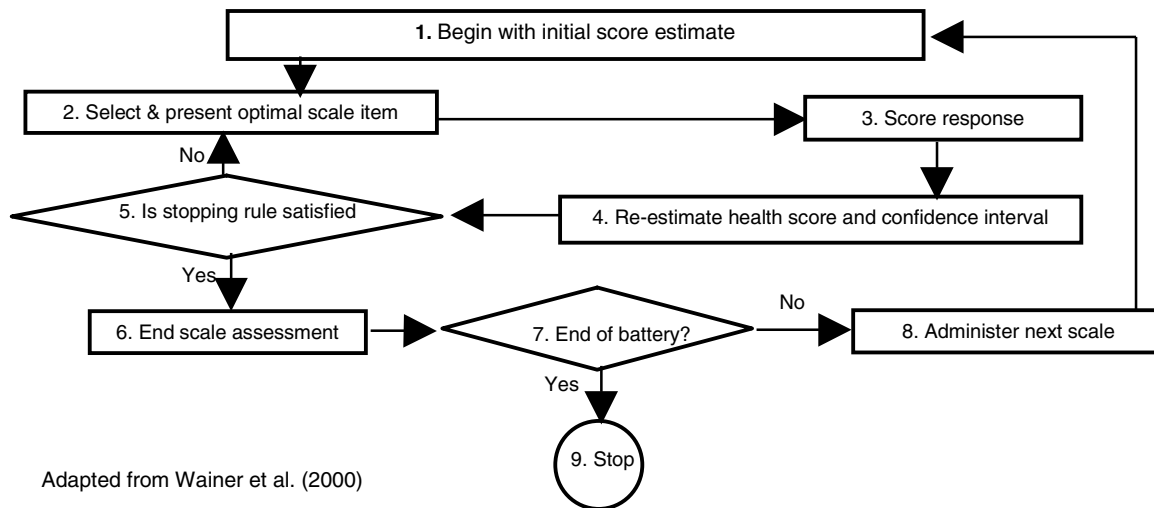 1. Begin with initial score estimate
2. Select & present optimal scale item
3. Score response
No
5. Is stopping rule satisfied
4. Re-estimate health score and confidence interval
Yes
No
6. End scale assessment
7. End of battery?
8. Administer next scale
Yes
9. Stop
Adapted from Wainer et al. (2000)